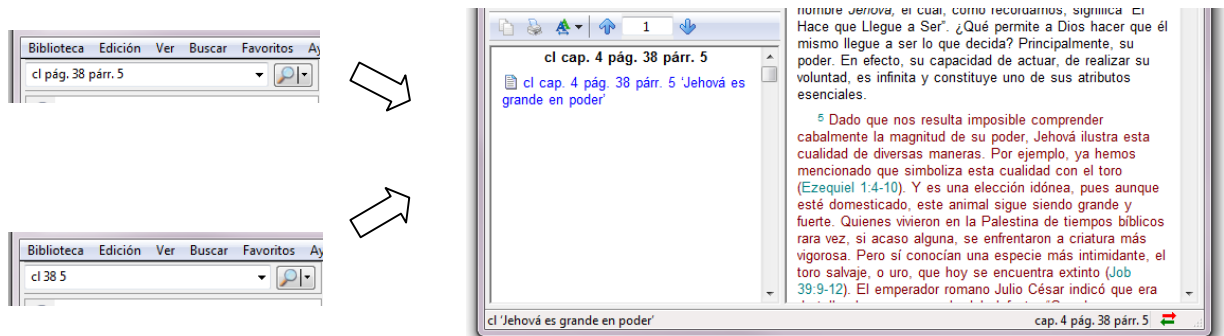 Biblioteca Edición Ver Buscar Favoritos
cl pág. 38 párr. 5
Biblioteca Edición Ver Buscar Favoritos
cl 38 5
1
cl cap. 4 pág. 38 párr. 5
cl cap. 4 pág. 38 párr. 5 'Jehová es
grande en poder'
nombre Jehová, el cual, como recordamos, significa "Él
Hace que Llegue a Ser". ¿Qué permite a Dios hacer que él
mismo llegue a ser lo que decida? Principalmente, su
poder. En efecto, su capacidad de actuar, de realizar su
voluntad, es infinita y constituye uno de sus atributos
esenciales.
5 Dado que nos resulta imposible comprender
cabalmente la magnitud de su poder, Jehová ilustra esta
cualidad de diversas maneras. Por ejemplo, ya hemos
mencionado que simboliza esta cualidad con el toro
(Ezequiel 1:4-10). Y es una elección idónea, pues aunque
esté domesticado, este animal sigue siendo grande y
fuerte. Quienes vivieron en la Palestina de tiempos bíblicos
rara vez, si acaso alguna, se enfrentaron a criatura más
vigorosa. Pero sí conocían una especie más intimidante, el
toro salvaje, o uro, que hoy se encuentra extinto (Job
39:9-12). El emperador romano Julio César indicó que era
cl 'Jehová es grande en poder'
cap. 4 pág. 38 párr. 5